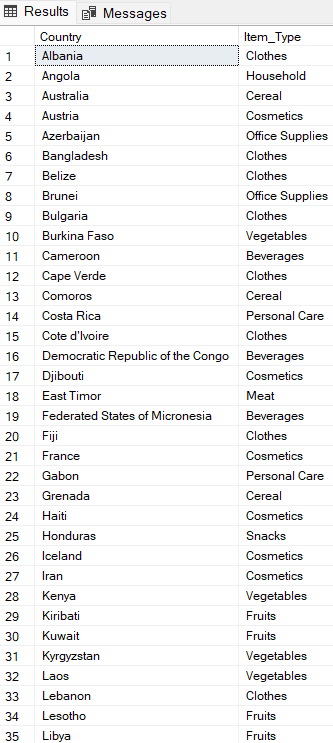 Results Messages
Country Item_Type
1 Albania Clothes
2 Angola Household
3 Australia Cereal
4 Austria Cosmetics
5 Azerbaijan Office Supplies
6 Bangladesh Clothes
7 Belize Clothes
8 Brunei Office Supplies
9 Bulgaria Clothes
10 Burkina Faso Vegetables
11 Cameroon Beverages
12 Cape Verde Clothes
13 Comoros Cereal
14 Costa Rica Personal Care
15 Cote d'Ivoire Clothes
16 Democratic Republic of the Congo Beverages
17 Djibouti Cosmetics
18 East Timor Meat
19 Federated States of Micronesia Beverages
20 Fiji Clothes
21 France Cosmetics
22 Gabon Personal Care
23 Grenada Cereal
24 Haiti Cosmetics
25 Honduras Snacks
26 Iceland Cosmetics
27 Iran Cosmetics
28 Kenya Vegetables
29 Kiribati Fruits
30 Kuwait Fruits
31 Kyrgyzstan Vegetables
32 Laos Vegetables
33 Lebanon Clothes
34 Lesotho Fruits
35 Libya Fruits